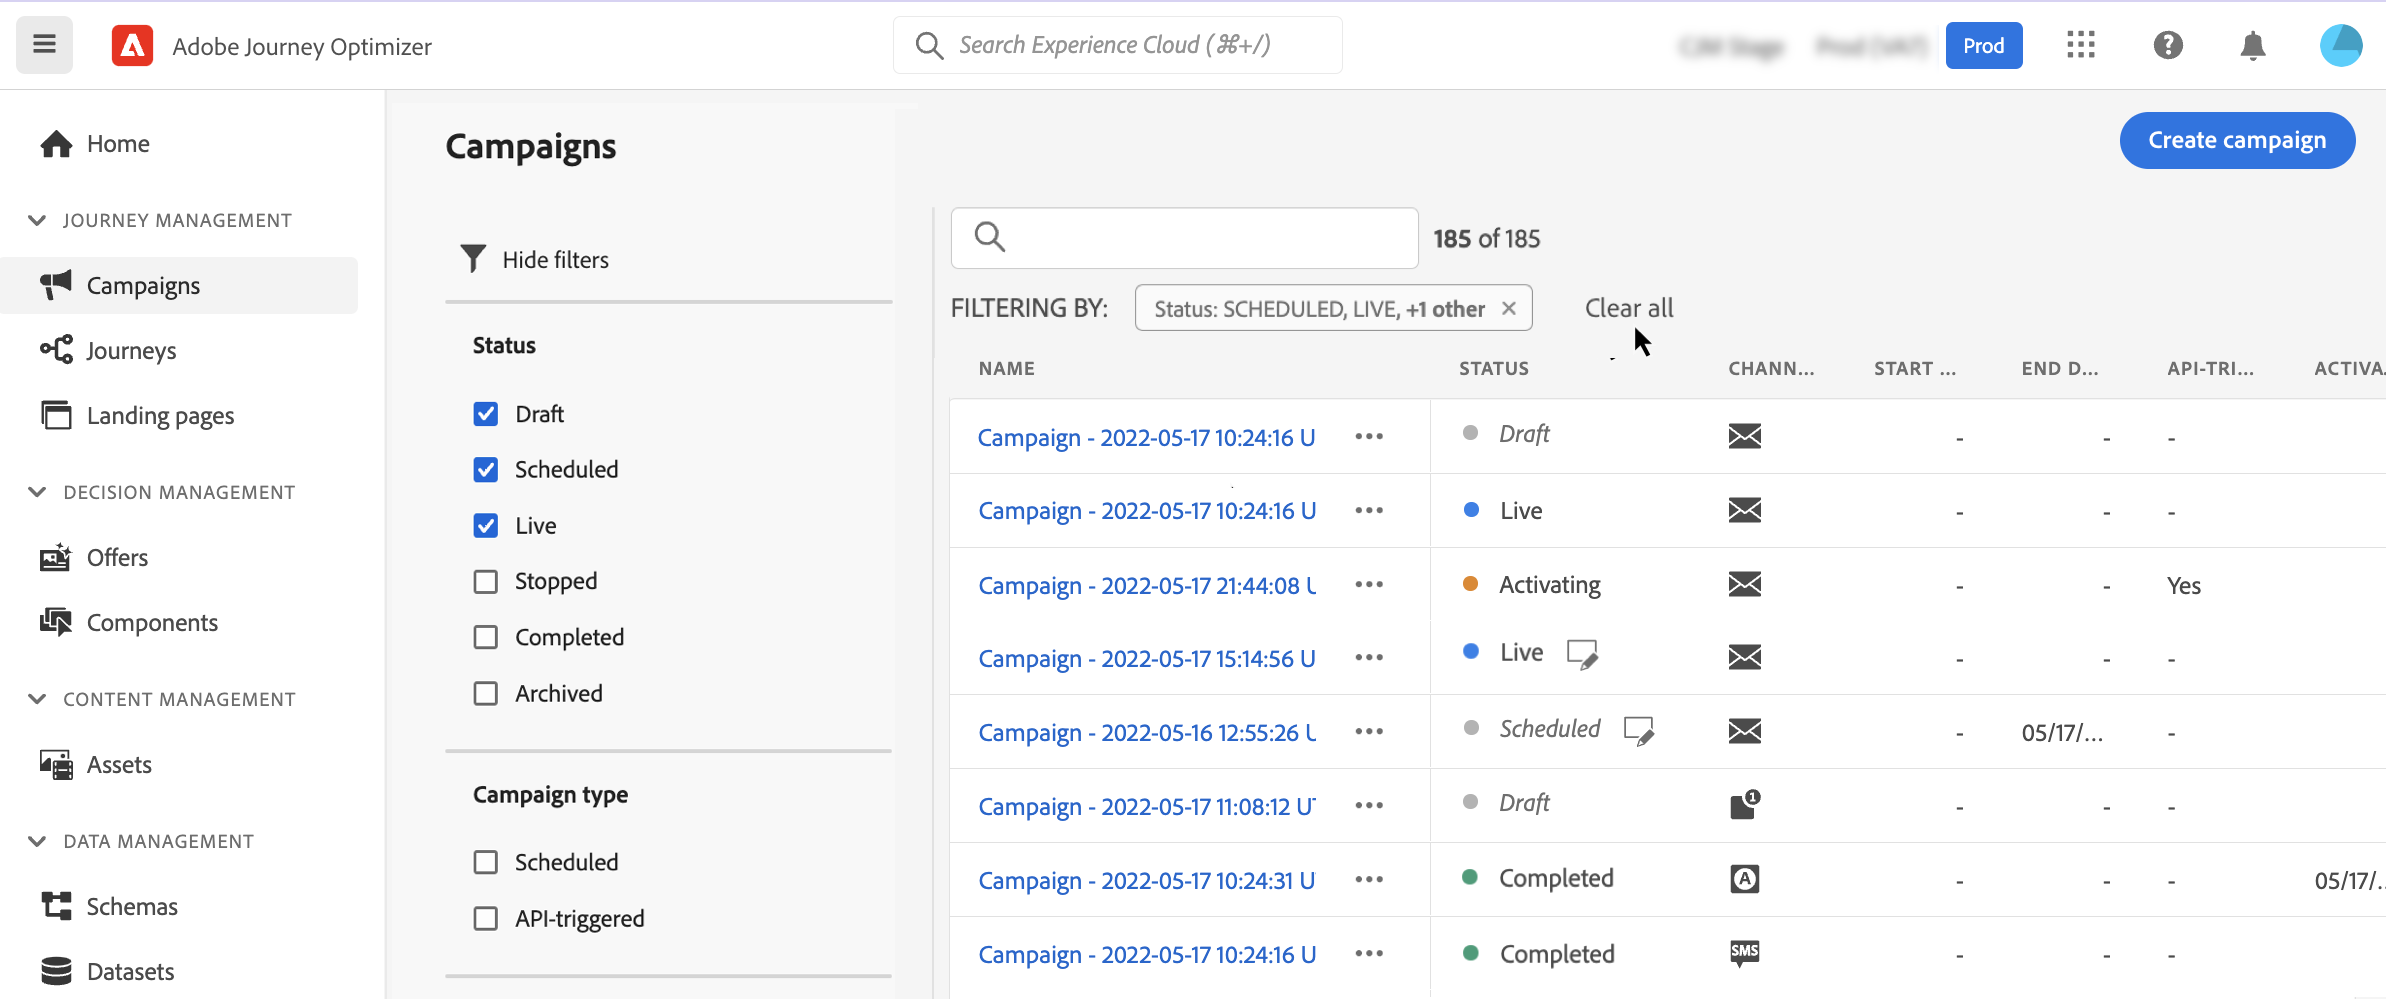 Adobe Journey Optimizer
Search Experience Cloud (⌘+/)
Prod
Home
JOURNEY MANAGEMENT
Campaigns
Journeys
Landing pages
DECISION MANAGEMENT
Offers
Components
CONTENT MANAGEMENT
Assets
DATA MANAGEMENT
Schemas
Datasets
Campaigns
Create campaign
Hide filters
Status
Draft
Scheduled
Live
Stopped
Completed
Archived
Campaign type
Scheduled
API-triggered
185 of 185
FILTERING BY: Status: SCHEDULED, LIVE, +1 other Clear all
NAME STATUS CHANN... START ... END D... API-TRI... ACTIVA.
Campaign - 2022-05-17 10:24:16 U ••• Draft - - -
Campaign - 2022-05-17 10:24:16 U ••• Live - - -
Campaign - 2022-05-17 21:44:08 U ••• Activating - - Yes
Campaign - 2022-05-17 15:14:56 U ••• Live - - -
Campaign - 2022-05-16 12:55:26 U ••• Scheduled - 05/17/... -
Campaign - 2022-05-17 11:08:12 UT ••• Draft 1 - - -
Campaign - 2022-05-17 10:24:31 U ••• Completed A - - - 05/17/..
Campaign - 2022-05-17 10:24:16 U ••• Completed SMS - - -